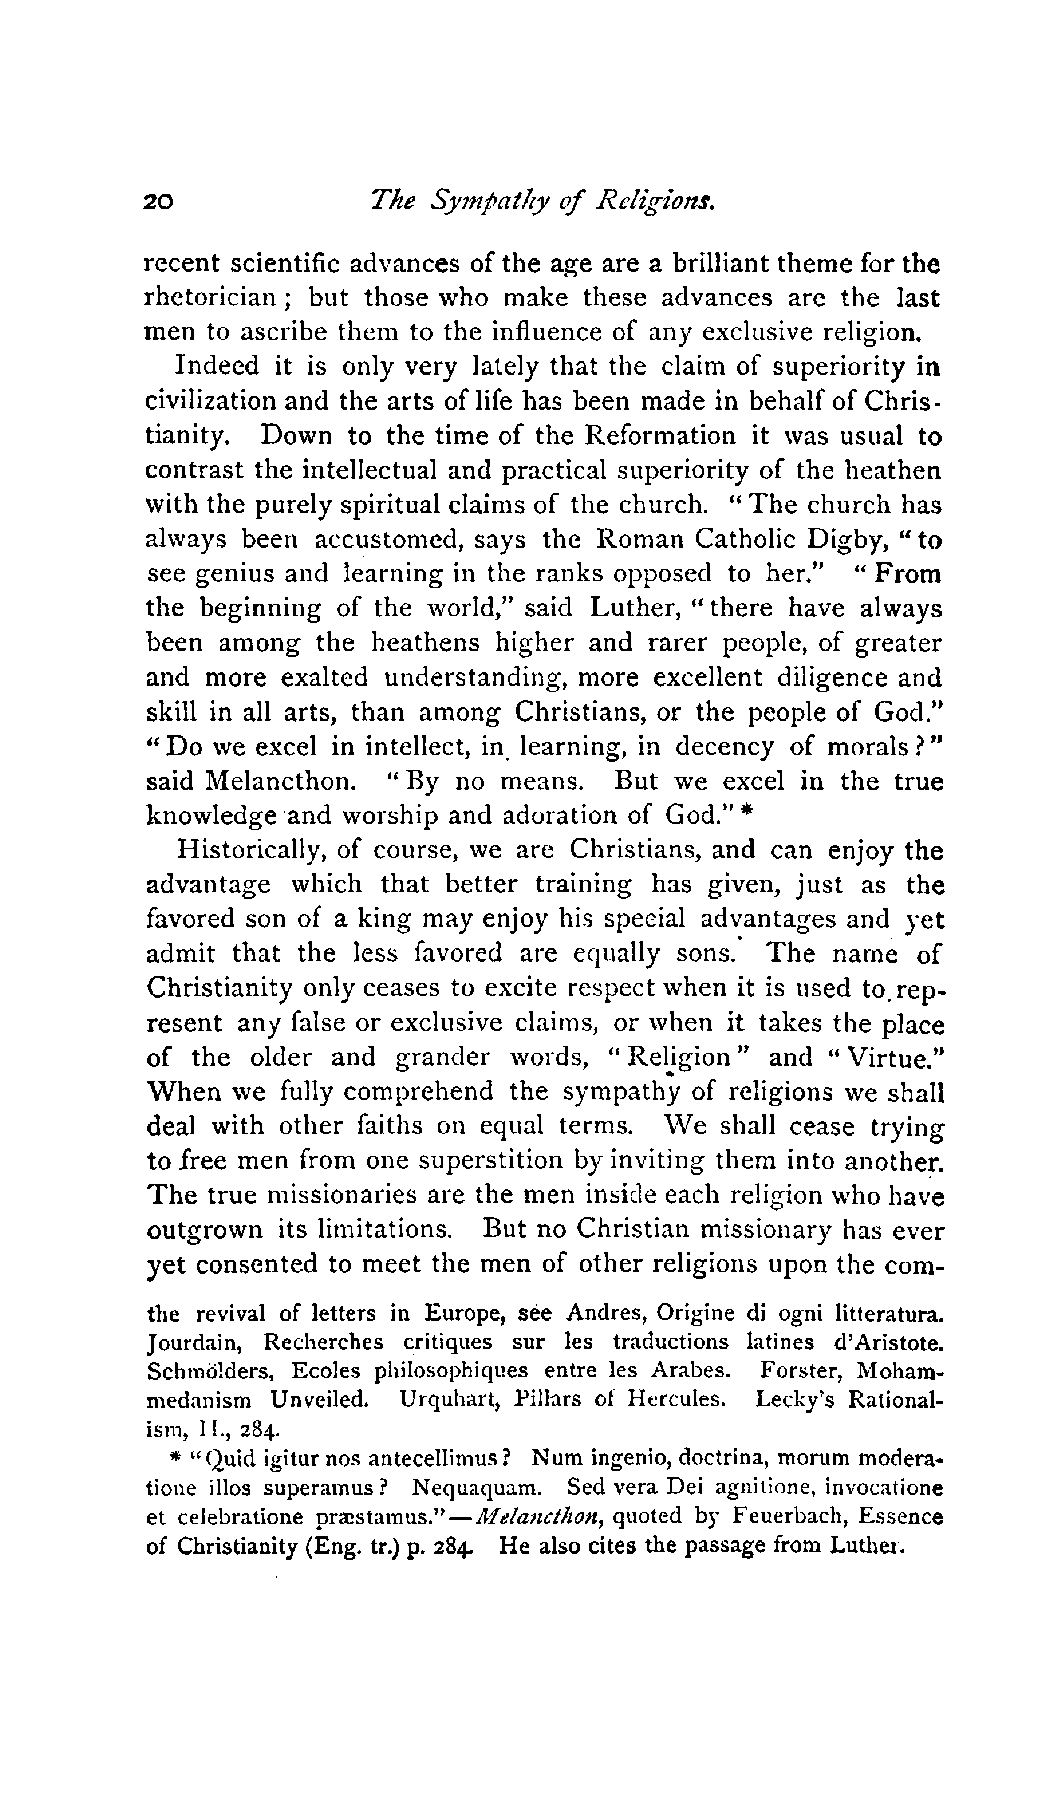 20 The Sympathy of Religions.
recent scientific advances of the age are a brilliant theme for the
rhetorician ; but those who make these advances are the last
men to ascribe them to the influence of any exclusive religion.
Indeed it is only very lately that the claim of superiority in
civilization and the arts of life has been made in behalf of Chris-
tianity. Down to the time of the Reformation it was usual to
contrast the intellectual and practical superiority of the heathen
with the purely spiritual claims of the church. “ The church has
always been accustomed, says the Roman Catholic Digby, “ to
see genius and learning in the ranks opposed to her.” “ From
the beginning of the world,” said Luther, “ there have always
been among the heathens higher and rarer people, of greater
and more exalted understanding, more excellent diligence and
skill in all arts, than among Christians, or the people of God.”
“ Do we excel in intellect, in learning, in decency of morals ? ”
said Melancthon. “ By no means. But we excel in the true
knowledge and worship and adoration of God.” *
Historically, of course, we are Christians, and can enjoy the
advantage which that better training has given, just as the
favored son of a king may enjoy his special advantages and yet
admit that the less favored are equally sons. The name of
Christianity only ceases to excite respect when it is used to rep-
resent any false or exclusive claims, or when it takes the place
of the older and grander words, “ Religion ” and “ Virtue.”
When we fully comprehend the sympathy of religions we shall
deal with other faiths on equal terms. We shall cease trying
to free men from one superstition by inviting them into another.
The true missionaries are the men inside each religion who have
outgrown its limitations. But no Christian missionary has ever
yet consented to meet the men of other religions upon the com-
the revival of letters in Europe, see Andres, Origine di ogni litteratura.
Jourdain, Recherches critiques sur les traductions latines d’Aristote.
Schmölders, Ecoles philosophiques entre les Arabes. Forster, Moham-
medanism Unveiled. Urquhart, Pillars of Hercules. Lecky’s Rational-
ism, II., 284.
* “Quid igitur nos antecellimus ? Num ingenio, doctrina, morum modera-
tione illos superamus ? Nequaquam. Sed vera Dei agnitione, invocatione
et celebratione præstamus.”—Melancthon, quoted by Feuerbach, Essence
of Christianity (Eng. tr.) p. 284. He also cites the passage from Luther.